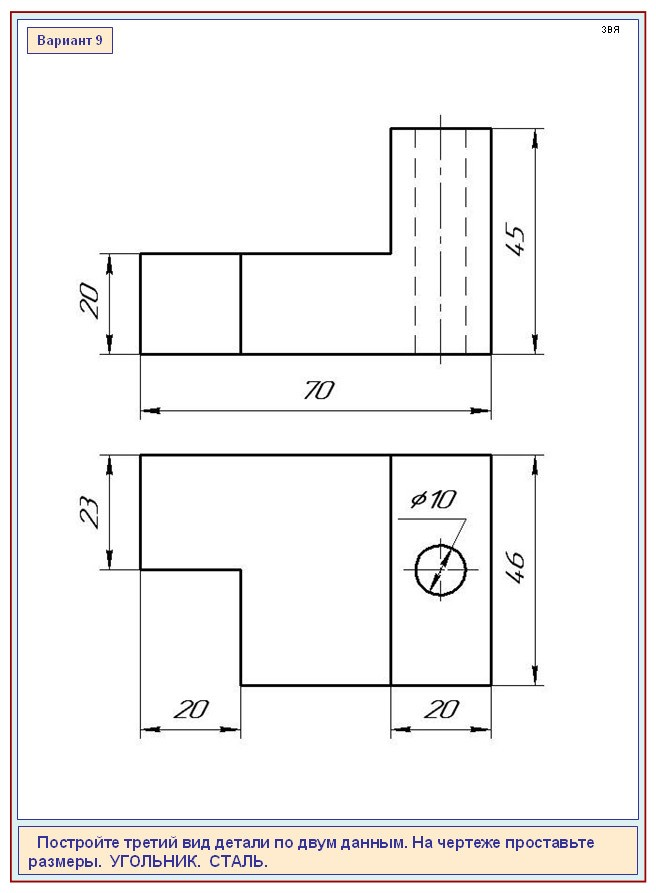 Вариант 9
ЗВЯ
45
20
70
23
ϕ10
46
20
20
Постройте третий вид детали по двум данным. На чертеже проставьте
размеры. УГОЛЬНИК. СТАЛЬ.